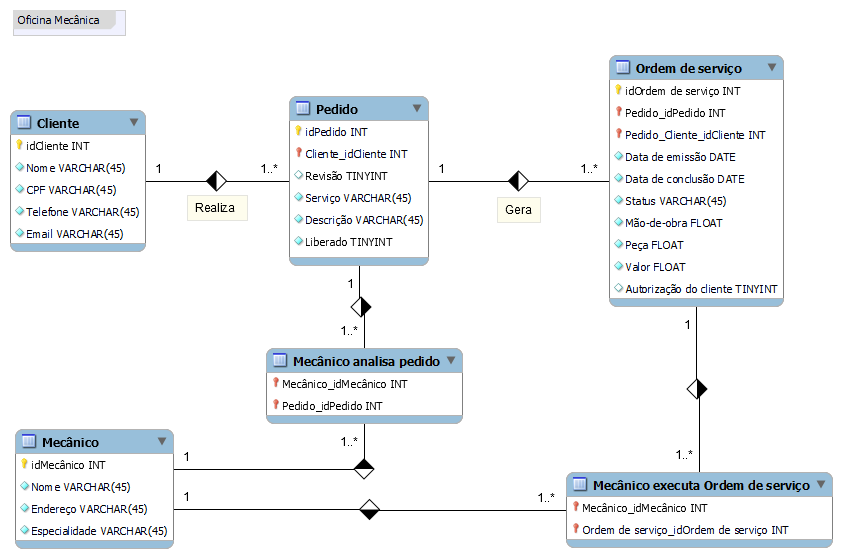 Oficina Mecânica
Cliente
idCliente INT
Nome VARCHAR(45)
CPF VARCHAR(45)
Telefone VARCHAR(45)
Email VARCHAR(45)
1
1..*
Realiza
Pedido
idPedido INT
Cliente_idCliente INT
Revisão TINYINT
Serviço VARCHAR(45)
Descrição VARCHAR(45)
Liberado TINYINT
1
1..*
Gera
Ordem de serviço
idOrdem de serviço INT
Pedido_idPedido INT
Pedido_Cliente_idCliente INT
Data de emissão DATE
Data de conclusão DATE
Status VARCHAR(45)
Mão-de-obra FLOAT
Peça FLOAT
Valor FLOAT
Autorização do cliente TINYINT
1
1..*
Mecânico analisa pedido
Mecânico_idMecânico INT
Pedido_idPedido INT
1..*
1
Mecânico
idMecânico INT
Nome VARCHAR(45)
Endereço VARCHAR(45)
Especialidade VARCHAR(45)
1
1
1..*
1..*
Mecânico executa Ordem de serviço
Mecânico_idMecânico INT
Ordem de serviço_idOrdem de serviço INT